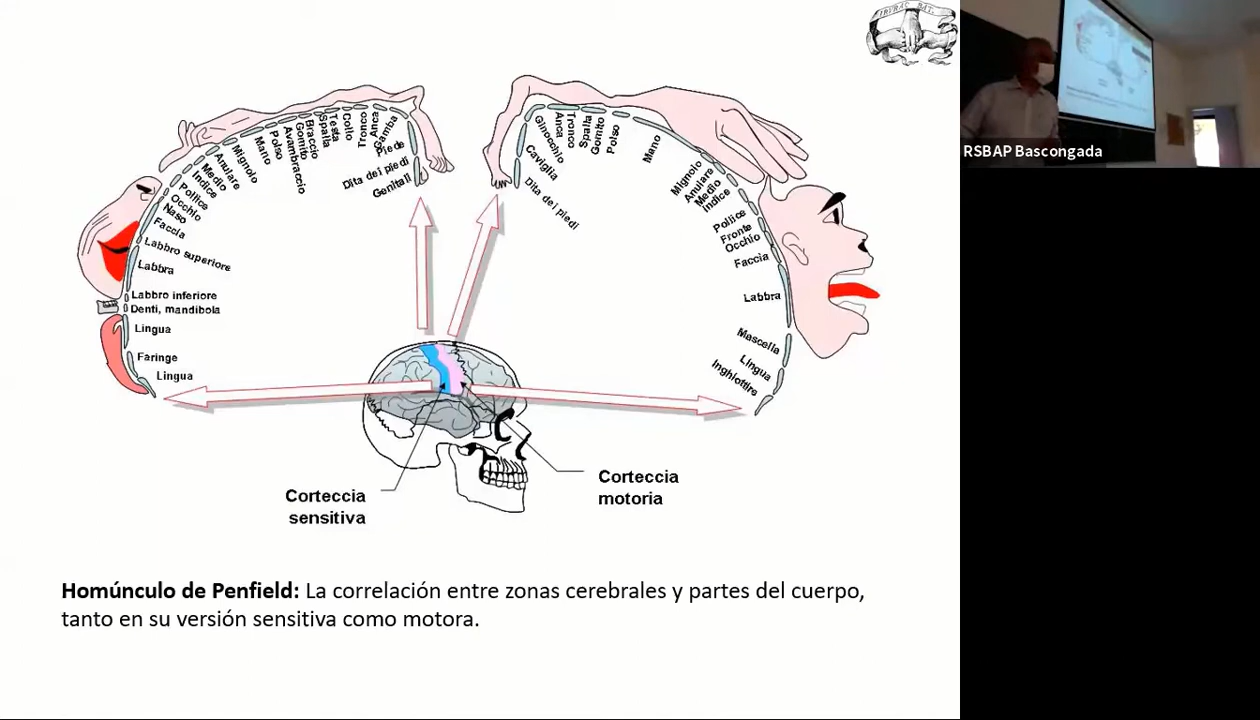 IRURAC BAT
RSBAP Bascongada
Mignolo
Anulare
Medio
Indice
Pollice
Occhio
Naso
Faccia
Labbro superiore
Labbra
Labbro inferiore
Denti, mandibola
Lingua
Faringe
Lingua
Mano
Polso
Avambraccio
Gomito
Braccio
Spalla
Testa
Collo
Tronco
Anca
Gamba
Piede
Dita dei piedi
Genitali
Dita dei piedi
Caviglia
Ginocchio
Anca
Tronco
Spalla
Gomito
Polso
Mano
Mignolo
Anulare
Medio
Indice
Pollice
Fronte
Occhio
Faccia
Labbra
Mascella
Lingua
Inghiottire
Corteccia
sensitiva
Corteccia
motoria
Homúnculo de Penfield: La correlación entre zonas cerebrales y partes del cuerpo,
tanto en su versión sensitiva como motora.